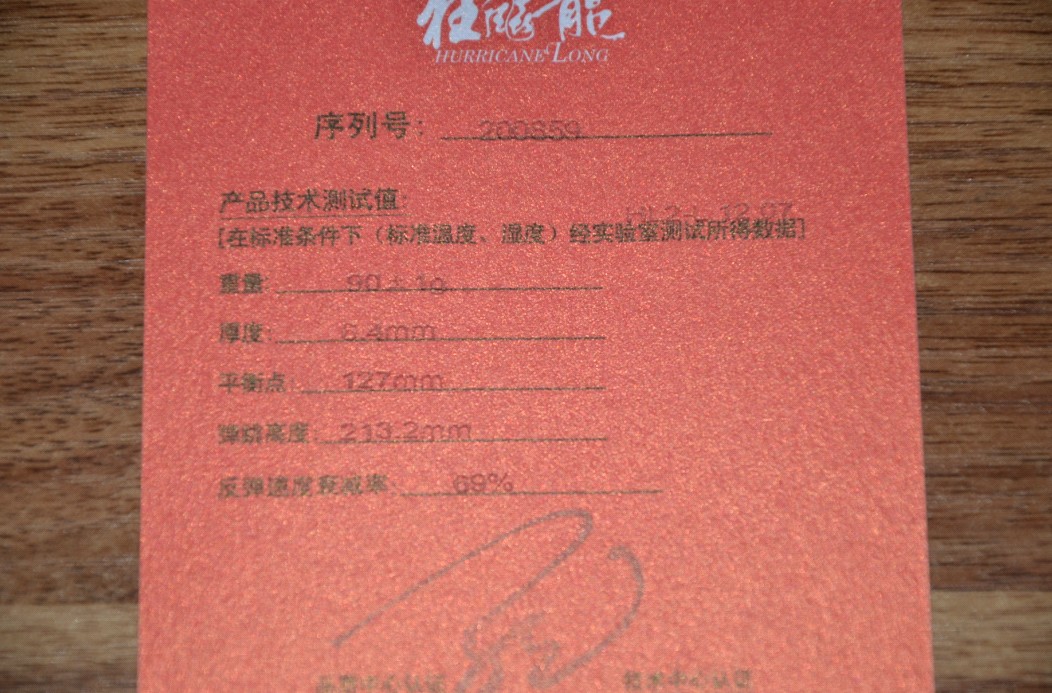 狂飚龍
HURRICANE LONG
序列号: 200859
产品技术测试值:
[在标准条件下（标准温度、湿度）经实验室测试所得数据]
重量: 90±1g
厚度: 6.4mm
平衡点: 127mm
弹跳高度: 213.2mm
反弹速度衰减率: 69%